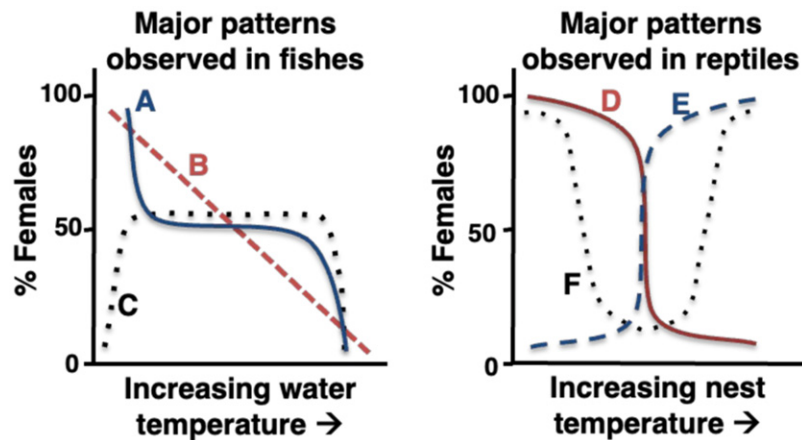 Major patterns
observed in fishes
100
50
0
% Females
A
B
C
Increasing water
temperature →
Major patterns
observed in reptiles
100
50
0
% Females
D
E
F
Increasing nest
temperature →